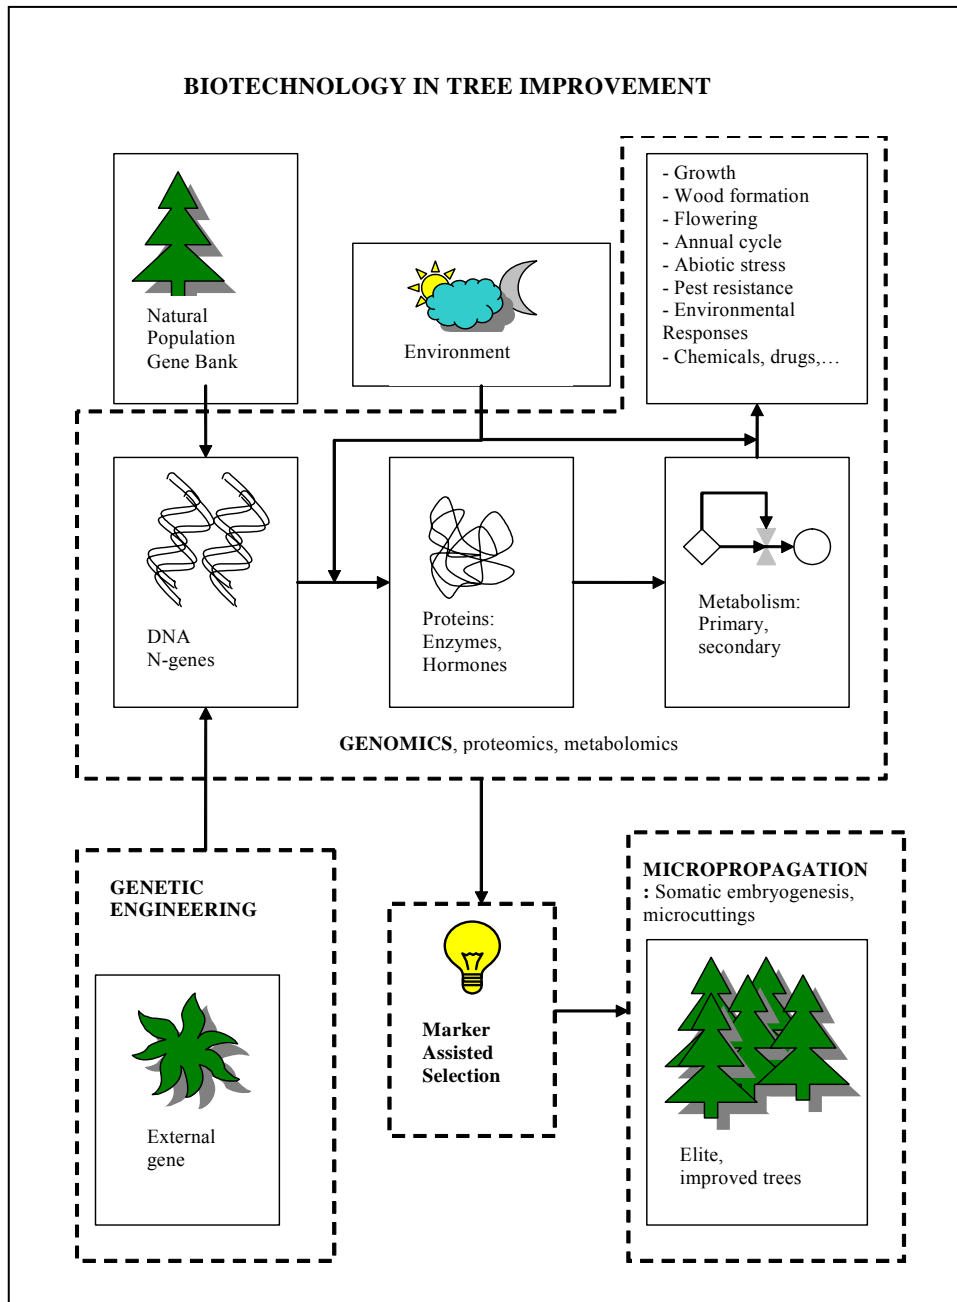 BIOTECHNOLOGY IN TREE IMPROVEMENT
Natural
Population
Gene Bank
Environment
- Growth
- Wood formation
- Flowering
- Annual cycle
- Abiotic stress
- Pest resistance
- Environmental
Responses
- Chemicals, drugs,…
DNA
N-genes
Proteins:
Enzymes,
Hormones
Metabolism:
Primary,
secondary
GENOMICS, proteomics, metabolomics
GENETIC
ENGINEERING
External
gene
Marker
Assisted
Selection
MICROPROPAGATION
: Somatic embryogenesis,
microcuttings
Elite,
improved trees